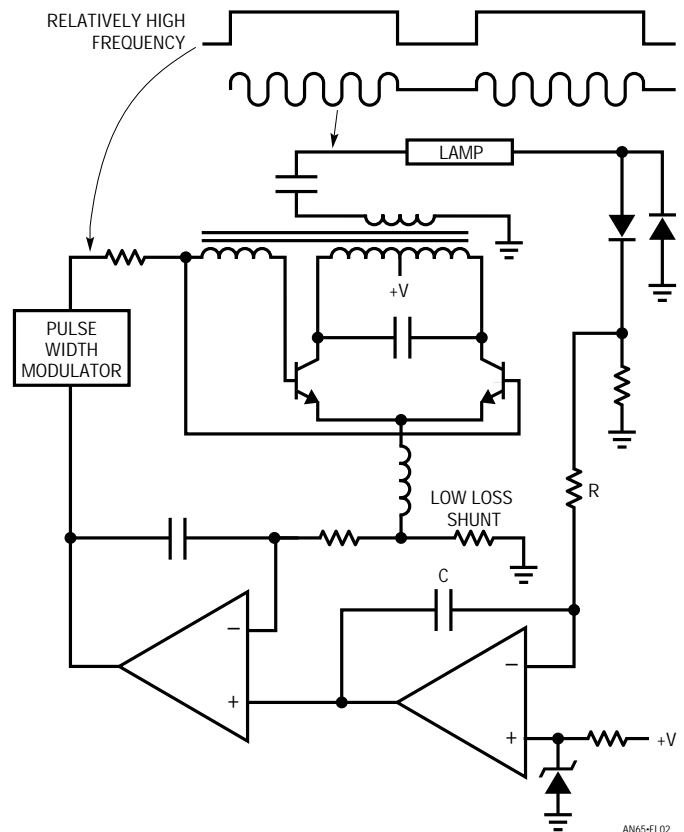 RELATIVELY HIGH
FREQUENCY
LAMP
+V
PULSE
WIDTH
MODULATOR
LOW LOSS
SHUNT
R
C
–
+
–
+
+V
AN65•FL02